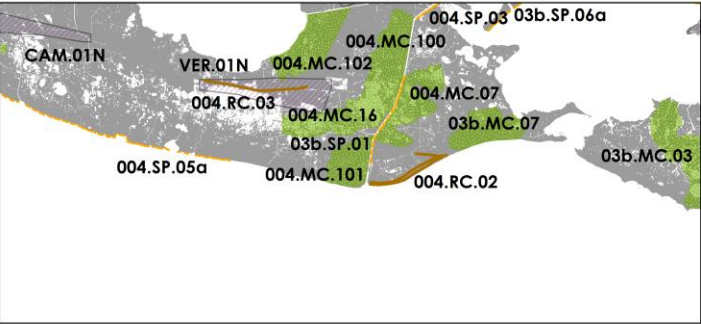 004.SP.03 03b.SP.06a
004.MC.100
CAM.01N
VER.01N
004.MC.102
004.RC.03
004.MC.07
004.MC.16
03b.MC.07
03b.SP.01
03b.MC.03
004.SP.05a
004.MC.101
004.RC.02